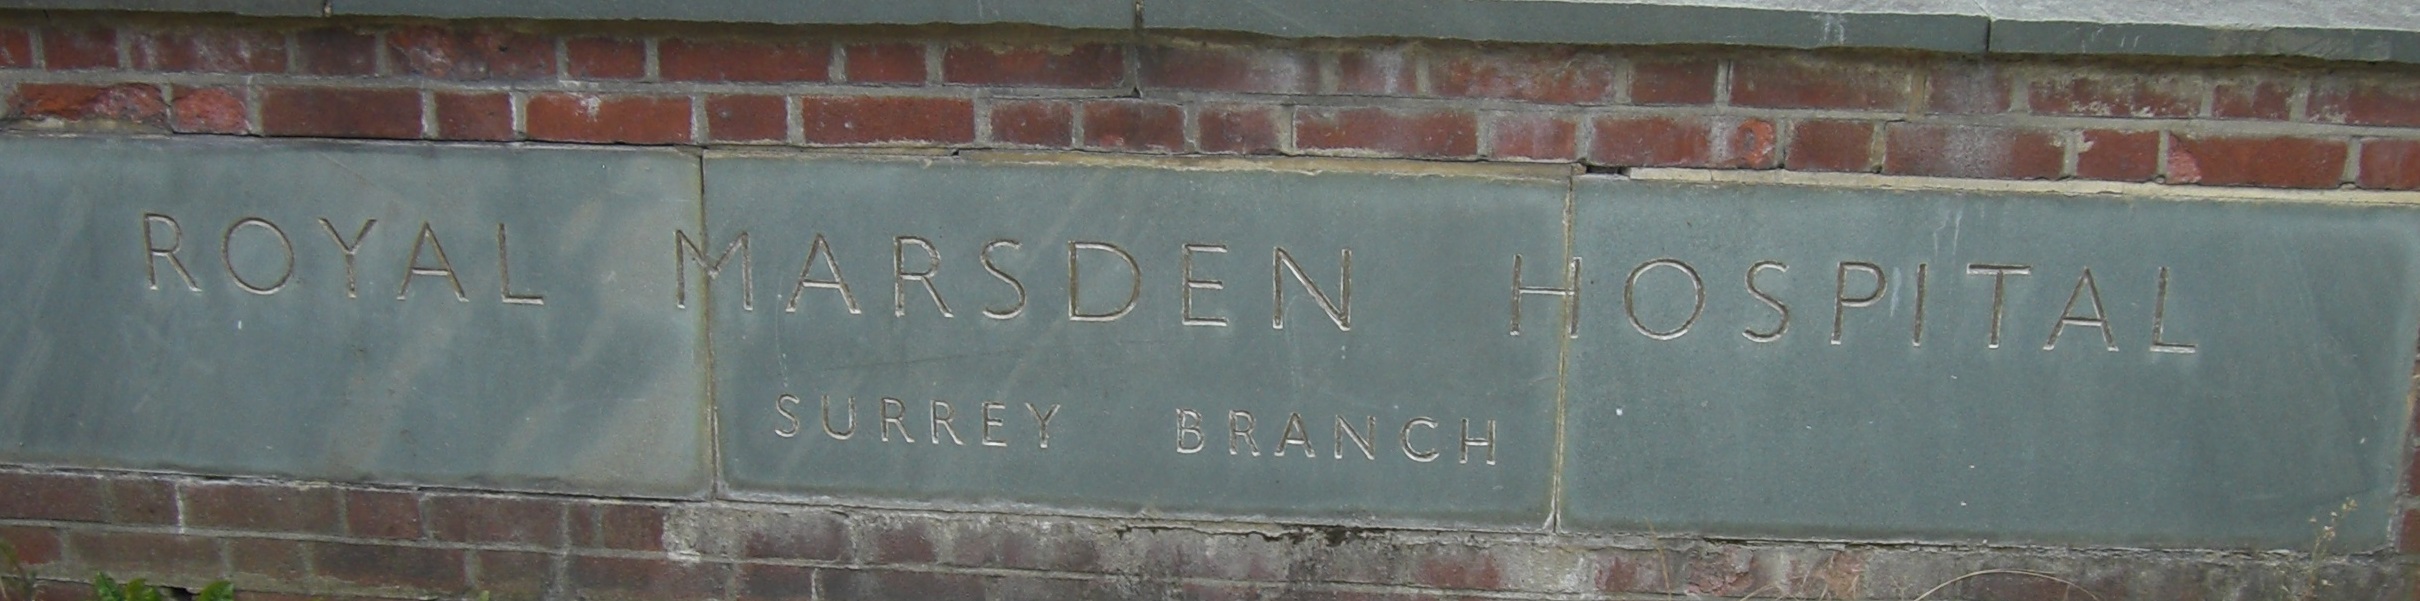 ROYAL MARSDEN HOSPITAL
SURREY BRANCH